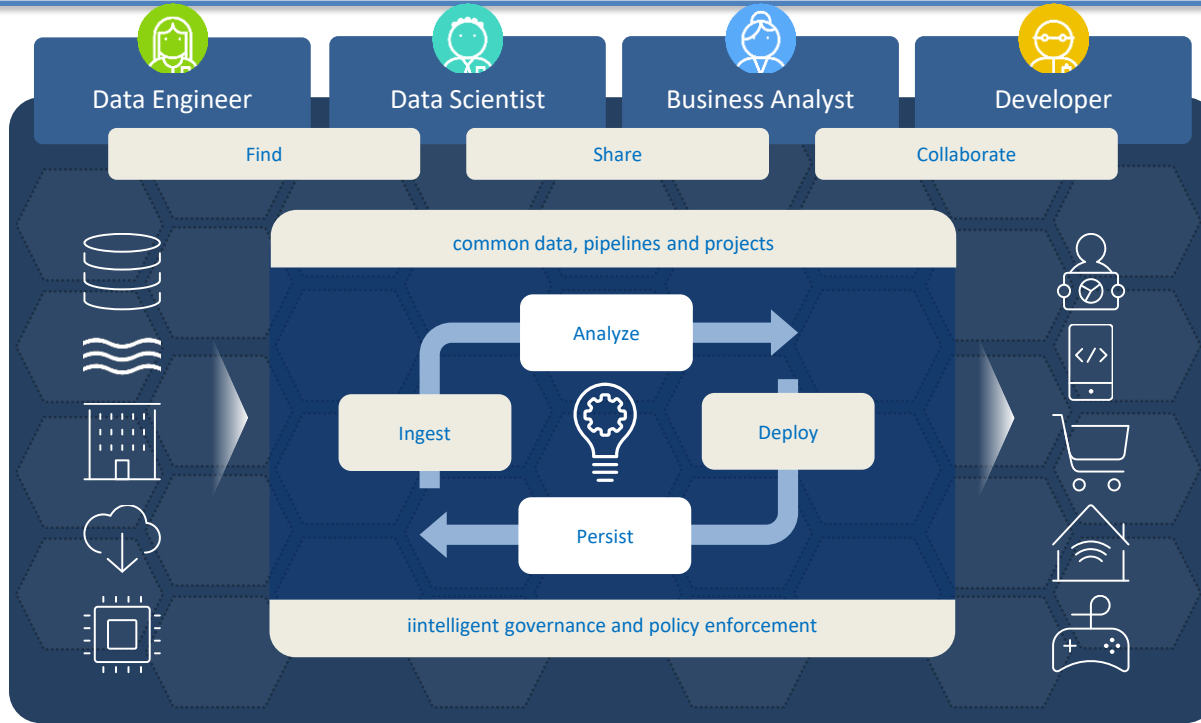 Data Engineer
Data Scientist
Business Analyst
Developer
Find
Share
Collaborate
common data, pipelines and projects
Analyze
</>
Ingest
Deploy
Persist
iintelligent governance and policy enforcement